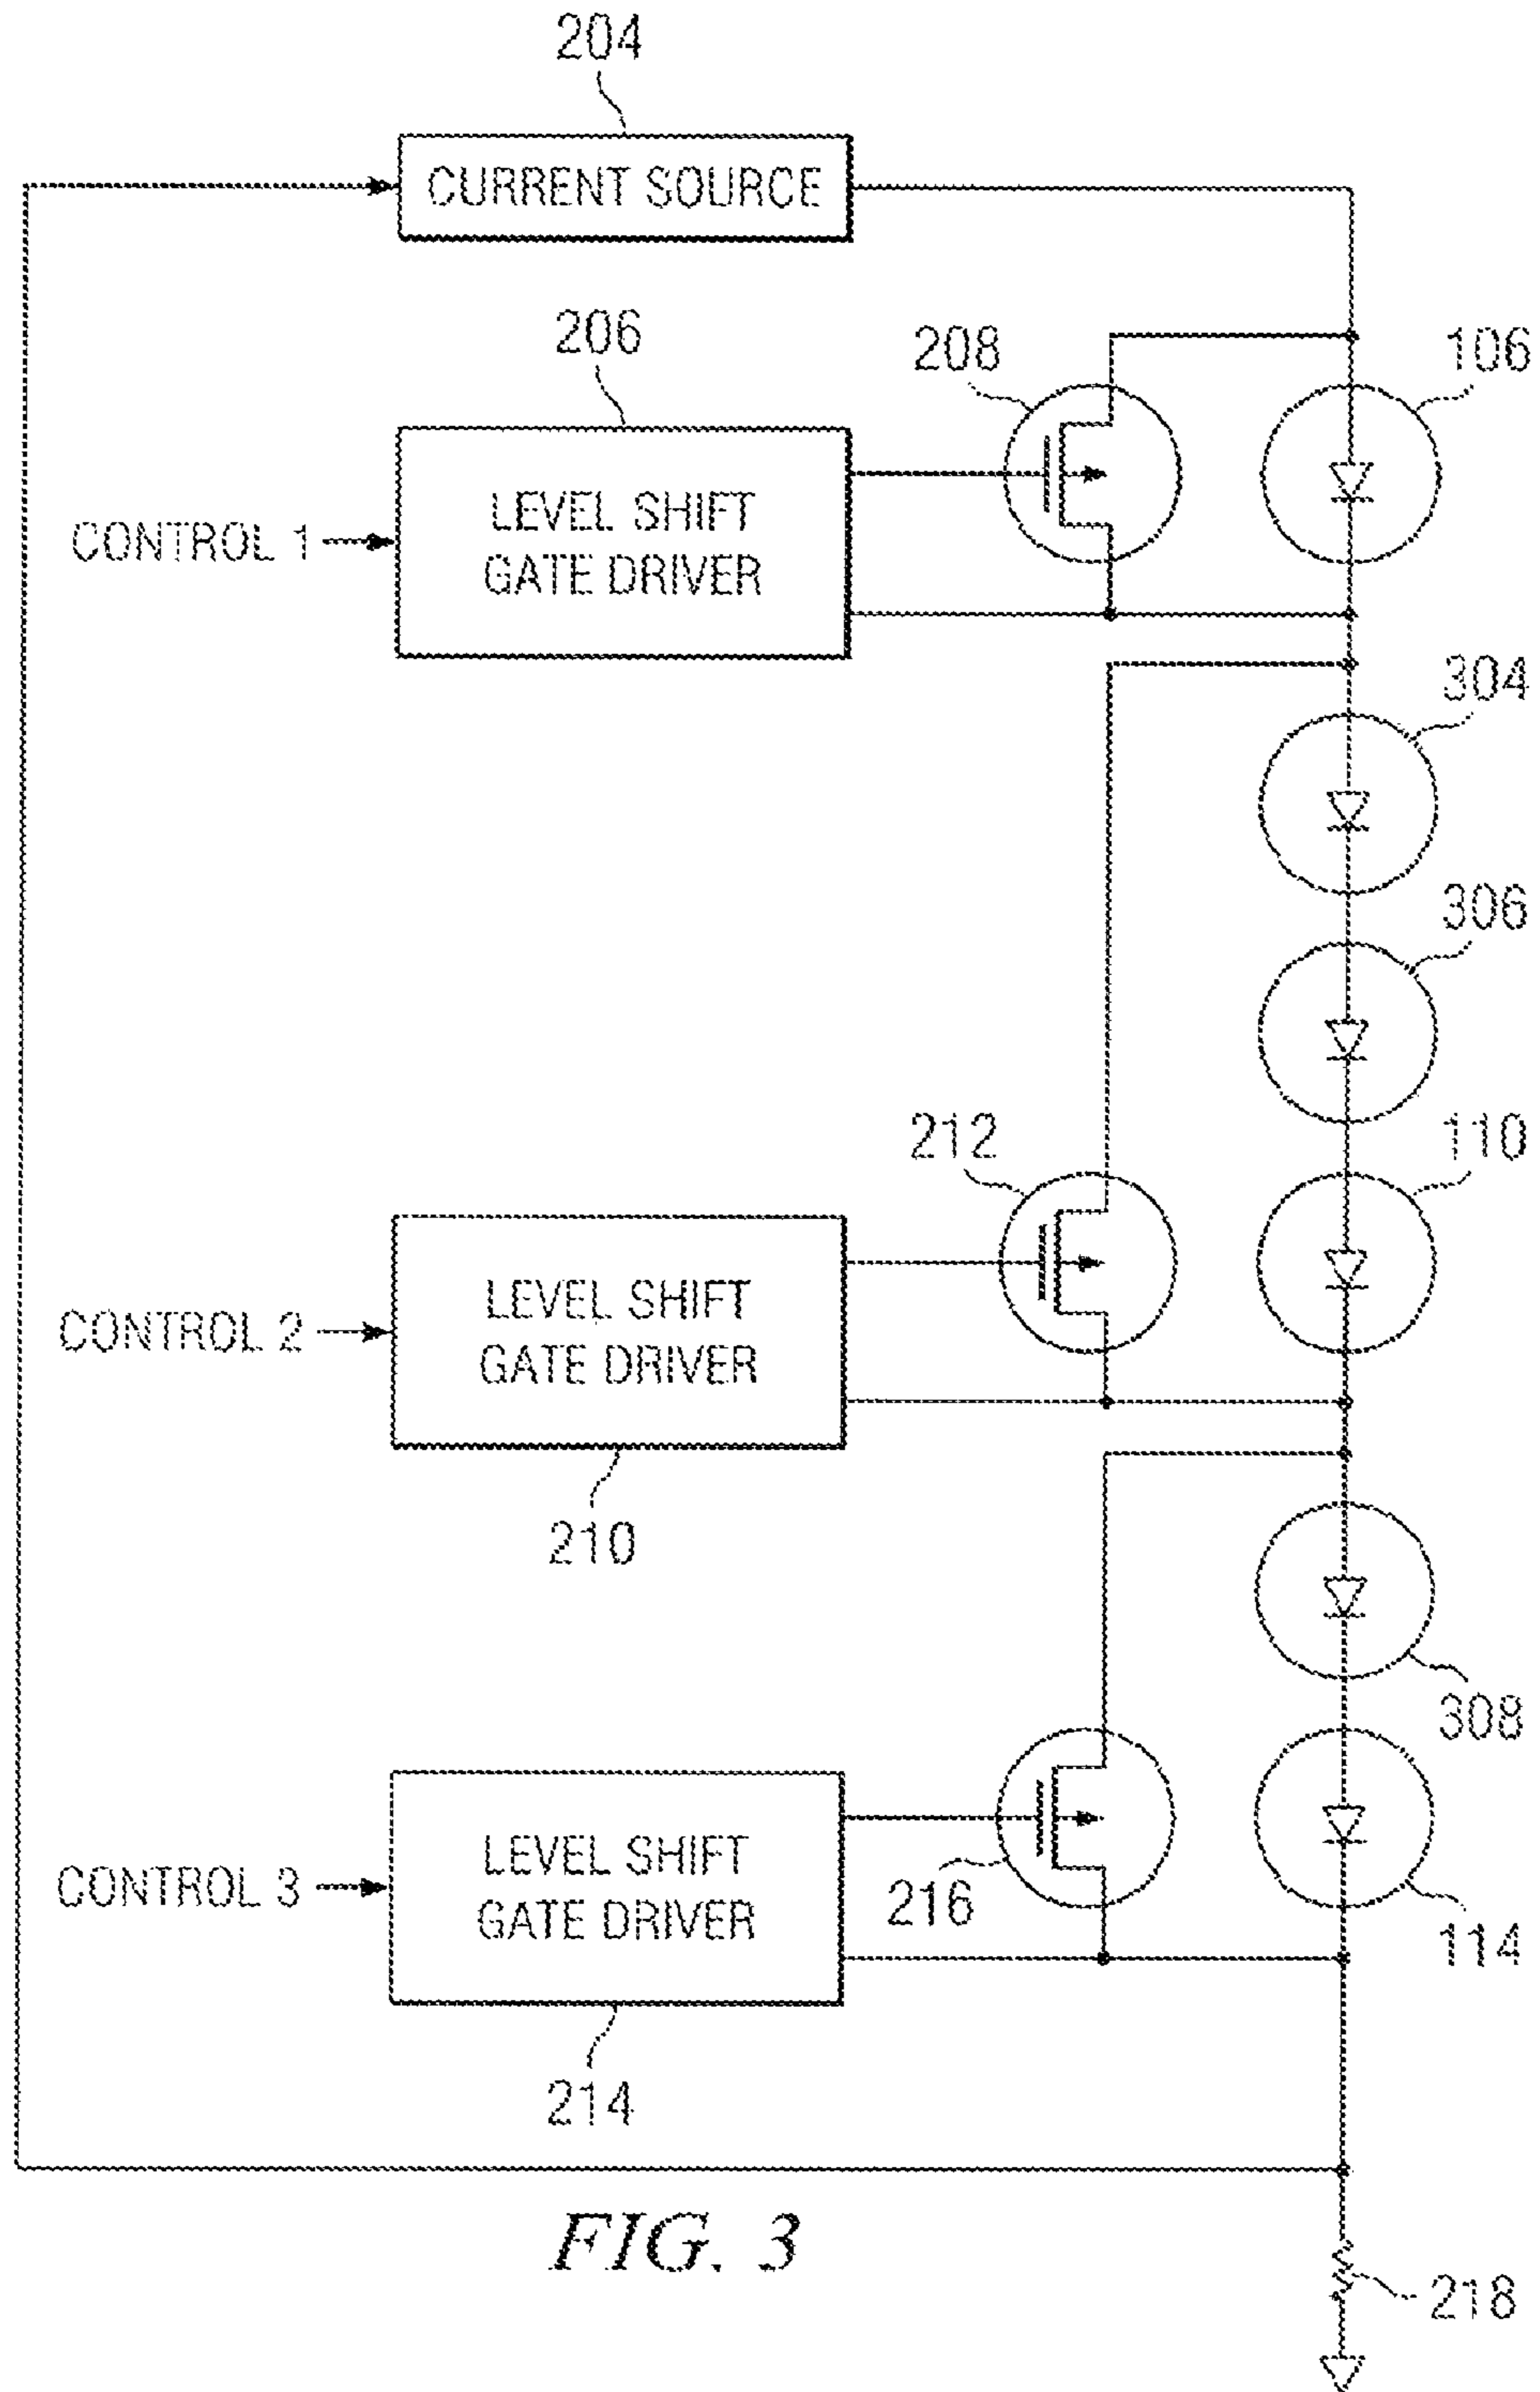 204
CURRENT SOURCE
206
208
106
LEVEL SHIFT
GATE DRIVER
CONTROL 1
304
306
212
110
LEVEL SHIFT
GATE DRIVER
CONTROL 2
210
308
LEVEL SHIFT
GATE DRIVER
CONTROL 3
216
114
214
FIG. 3
218